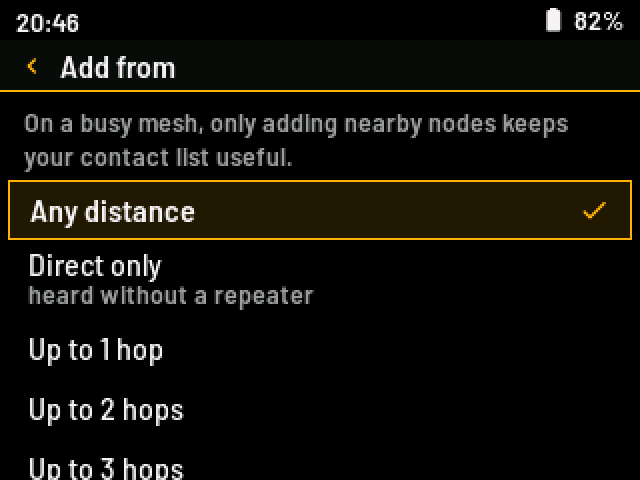 20:46
82%
Add from
On a busy mesh, only adding nearby nodes keeps
your contact list useful.
Any distance
Direct only
heard without a repeater
Up to 1 hop
Up to 2 hops
Up to 3 hops